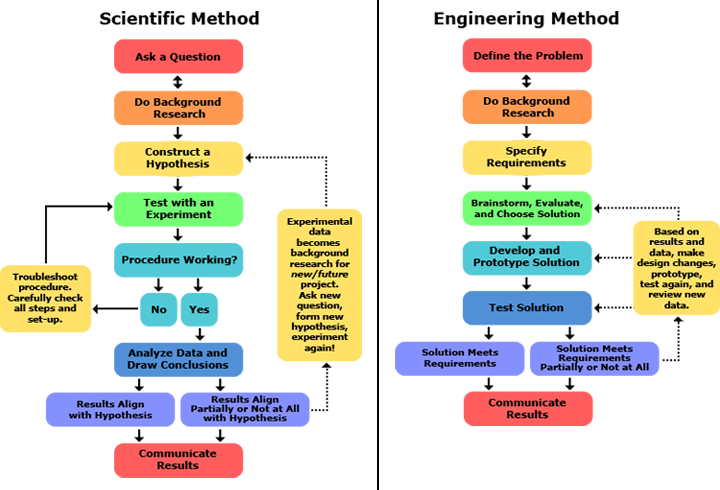 Scientific Method
Ask a Question
Do Background
Research
Construct a
Hypothesis
Test with an
Experiment
Procedure Working?
No
Yes
Troubleshoot
procedure.
Carefully check
all steps and
set-up.
Analyze Data and
Draw Conclusions
Results Align
with Hypothesis
Results Align
Partially or Not at All
with Hypothesis
Experimental
data
becomes
background
research for
new/future
project.
Ask new
question,
form new
hypothesis,
experiment
again!
Communicate
Results
Engineering Method
Define the Problem
Do Background
Research
Specify
Requirements
Brainstorm, Evaluate,
and Choose Solution
Develop and
Prototype Solution
Test Solution
Based on
results and
data, make
design changes,
prototype,
test again, and
review new
data.
Solution Meets
Requirements
Solution Meets
Requirements
Partially or Not at All
Communicate
Results